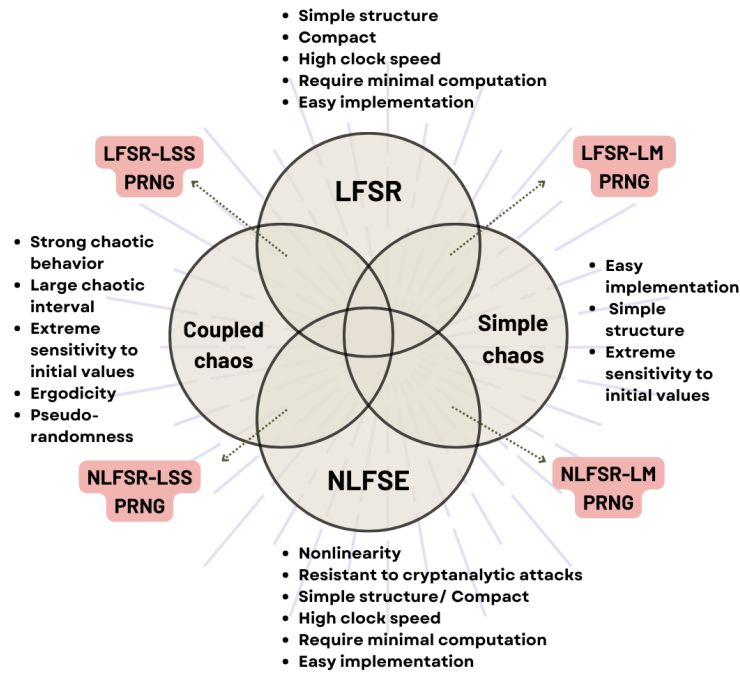 • Simple structure
• Compact
• High clock speed
• Require minimal computation
• Easy implementation
LFSR-LSS
PRNG
LFSR-LM
PRNG
LFSR
• Strong chaotic
behavior
• Large chaotic
interval
• Extreme
sensitivity to
initial values
• Ergodicity
• Pseudo-
randomness
Coupled
chaos
Simple
chaos
• Easy
implementation
• Simple
structure
• Extreme
sensitivity to
initial values
NLFSR-LSS
PRNG
NLFSE
NLFSR-LM
PRNG
• Nonlinearity
• Resistant to cryptanalytic attacks
• Simple structure/ Compact
• High clock speed
• Require minimal computation
• Easy implementation